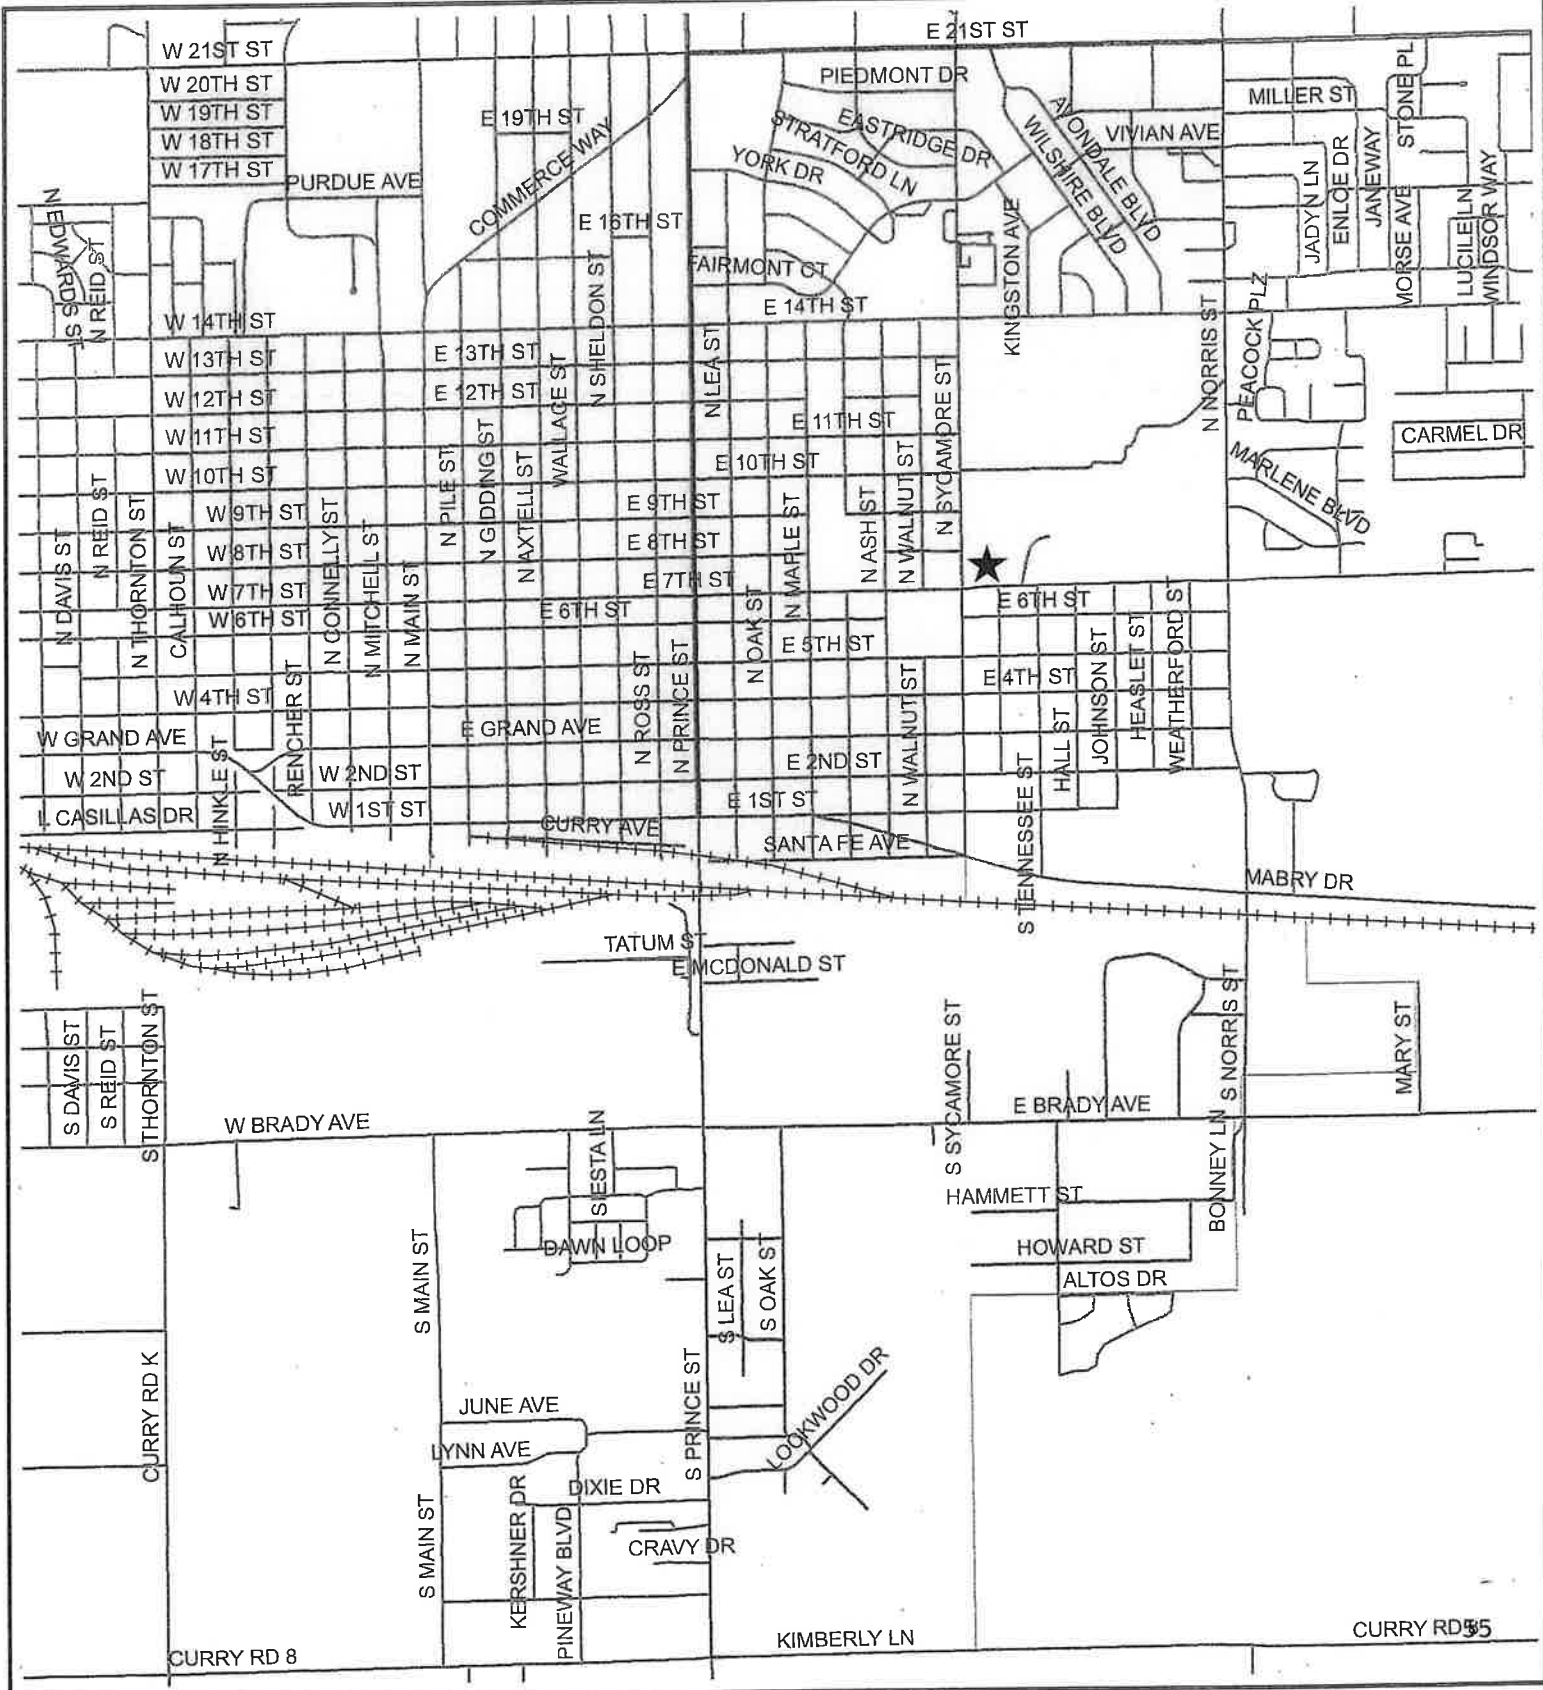 E 21ST ST
W 21ST ST
PIEDMONT DR
W 20TH ST
STONE PL
MILLER ST
W 19TH ST
E 19TH ST
EASTRIDGE DR
AVONDALE BLVD
VIVIAN AVE
W 18TH ST
STRATFORD LN
WILSHIRE BLVD
COMMERCE WAY
YORK DR
W 17TH ST
PURDUE AVE
JADYN LN
ENLOE DR
JANEWAY
MORSE AVE
LUCILE LN
WINDSOR WAY
N EDWARDS ST
N REID ST
E 16TH ST
KINGSTON AVE
FAIRMONT CT
N SHELDON ST
E 14TH ST
PEACOCK PLZ
N NORRIS ST
W 14TH ST
N LEA ST
W 13TH ST
E 13TH ST
WALLACE ST
W 12TH ST
E 12TH ST
N SYCAMORE ST
E 11TH ST
W 11TH ST
CARMEL DR
N GIDDING ST
E 10TH ST
W 10TH ST
MARLENE BLVD
N PILE ST
N AXTELL ST
N WALNUT ST
N REID ST
N THORNTON ST
E 9TH ST
W 9TH ST
N MAPLE ST
N ASH ST
N DAVIS ST
CALHOUN ST
N CONNELLY ST
N MITCHELL ST
E 8TH ST
W 8TH ST
N MAIN ST
E 7TH ST
W 7TH ST
E 6TH ST
E 6TH ST
W 6TH ST
N OAK ST
E 5TH ST
JOHNSON ST
HEASLET ST
WEATHERFORD ST
N ROSS ST
N PRINCE ST
E 4TH ST
W 4TH ST
RENCHER ST
N WALNUT ST
HALL ST
E GRAND AVE
W GRAND AVE
E 2ND ST
W 2ND ST
W 2ND ST
N HINKLE ST
E 1ST ST
W 1ST ST
L CASILLAS DR
CURRY AVE
SANTA FE AVE
S TENNESSEE ST
MABRY DR
TATUM ST
E MCDONALD ST
S DAVIS ST
S REID ST
S THORNTON ST
S SYCAMORE ST
S NORRIS ST
MARY ST
E BRADY AVE
W BRADY AVE
SIESTA LN
BONNEY LN
HAMMETT ST
DAWN LOOP
HOWARD ST
S MAIN ST
S LEA ST
S OAK ST
ALTOS DR
CURRY RD K
S PRINCE ST
LOOKWOOD DR
JUNE AVE
LYNN AVE
DIXIE DR
S MAIN ST
KERSHNER DR
PINEWAY BLVD
CRAVY DR
KIMBERLY LN
CURRY RD 8
CURRY RD
55